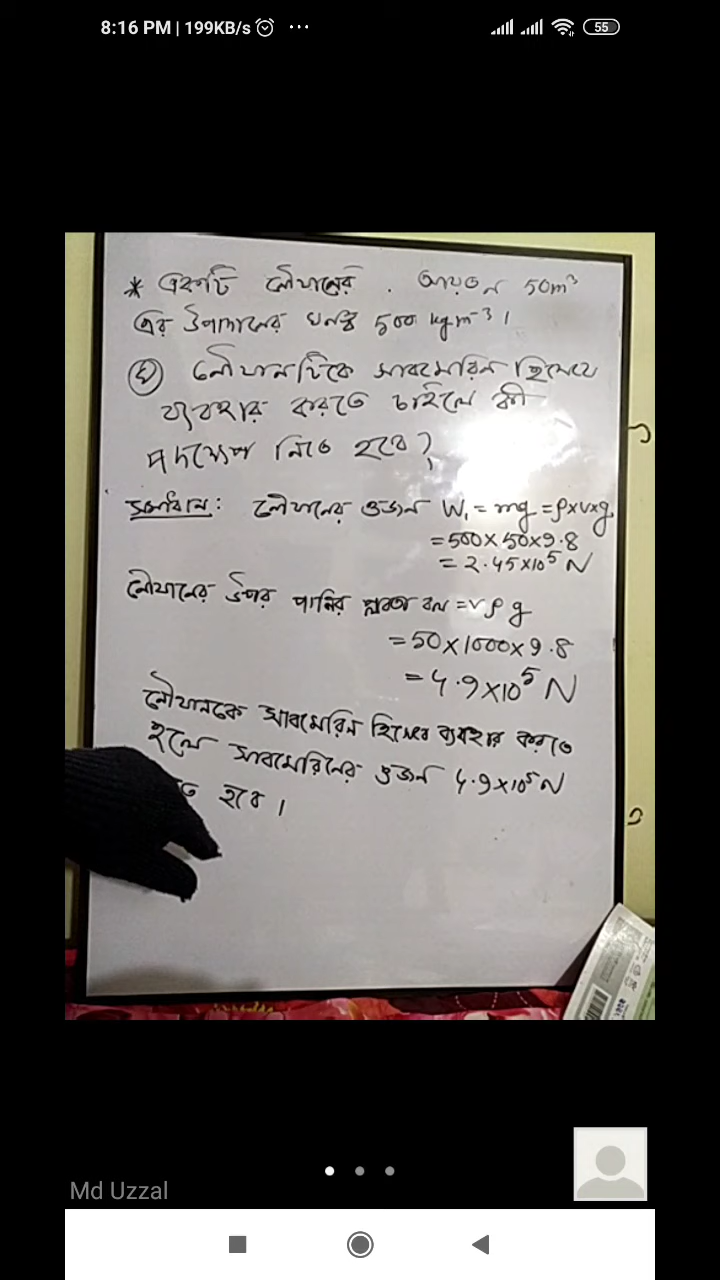 8:16 PM | 199KB/s ...
55
* একটি নৌযানের . আয়তন 50m³
এর উপাদানের ঘনত্ব 500 kgm⁻³।
ঘ নৌযানটিকে সাবমেরিন হিসেবে
ব্যবহার করতে চাইলে কী
পদক্ষেপ নিতে হবে?
সমাধান: নৌযানের ওজন W₁ = mg = ρ×v×g
= 500×50×9.8
= 2.45×10⁵ N
নৌযানের উপর পানির প্লবতা বল = vρg
= 50×1000×9.8
= 4.9×10⁵ N
নৌযানকে সাবমেরিন হিসেবে ব্যবহার করতে
হলে সাবমেরিনের ওজন 4.9×10⁵ N
হবে।
Md Uzzal